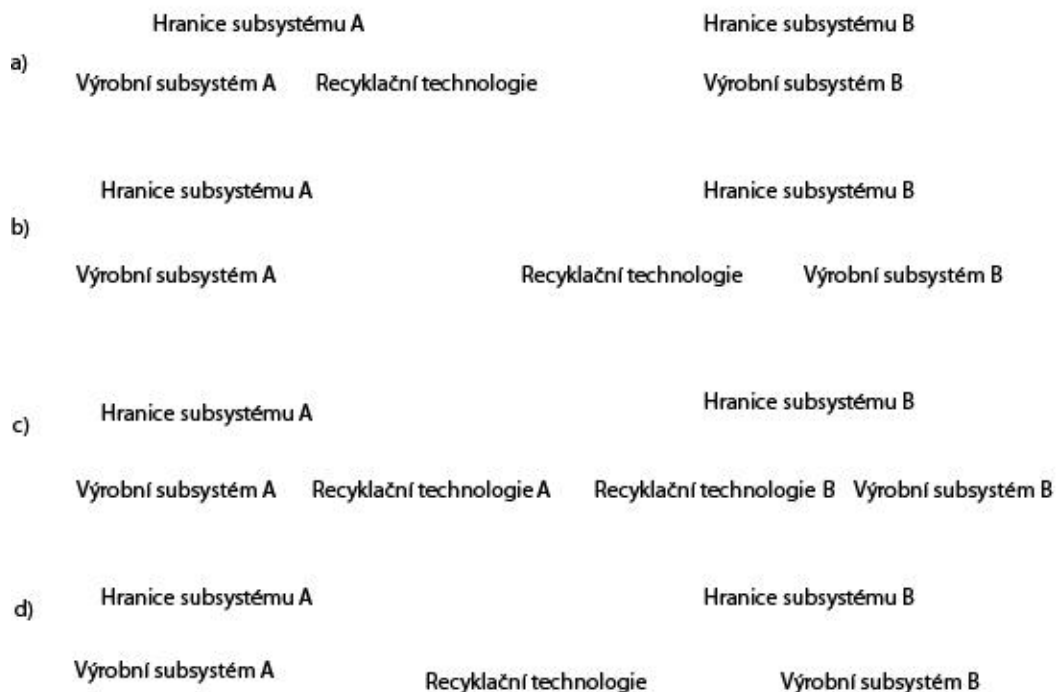 Hranice subsystému A Hranice subsystému B
a)
Výrobní subsystém A Recyklační technologie Výrobní subsystém B
Hranice subsystému A Hranice subsystému B
b)
Výrobní subsystém A Recyklační technologie Výrobní subsystém B
Hranice subsystému A Hranice subsystému B
c)
Výrobní subsystém A Recyklační technologie A Recyklační technologie B Výrobní subsystém B
Hranice subsystému A Hranice subsystému B
d)
Výrobní subsystém A Recyklační technologie Výrobní subsystém B